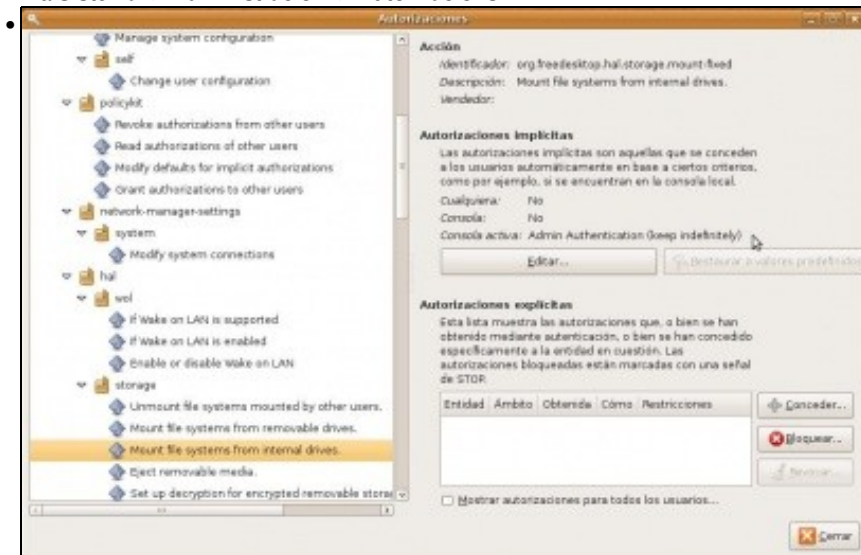 Autorizaciones
Manage system configuration
self
Change user configuration
policykit
Revoke authorizations from other users
Read authorizations of other users
Modify defaults for implicit authorizations
Grant authorizations to other users
network-manager-settings
system
Modify system connections
hal
wol
If Wake on LAN is supported
If Wake on LAN is enabled
Enable or disable Wake on LAN
storage
Unmount file systems mounted by other users.
Mount file systems from removable drives.
Mount file systems from internal drives.
Eject removable media.
Set up decryption for encrypted removable stora
Acción
Identificador: org.freedesktop.hal.storage.mount-fixed
Descripción: Mount file systems from internal drives.
Vendedor:
Autorizaciones implícitas
Las autorizaciones implícitas son aquellas que se conceden
a los usuarios automáticamente en base a ciertos criterios,
como por ejemplo, si se encuentran en la consola local.
Cualquiera: No
Consola: No
Consola activa: Admin Authentication (keep indefinitely)
Editar...
Restaurar a valores predefinidos
Autorizaciones explícitas
Esta lista muestra las autorizaciones que, o bien se han
obtenido mediante autenticación, o bien se han concedido
específicamente a la entidad en cuestión. Las
autorizaciones bloqueadas están marcadas con una señal
de STOP.
Entidad Ámbito Obtenida Cómo Restricciones
Conceder...
Bloquear...
Revocar...
Mostrar autorizaciones para todos los usuarios...
Cerrar